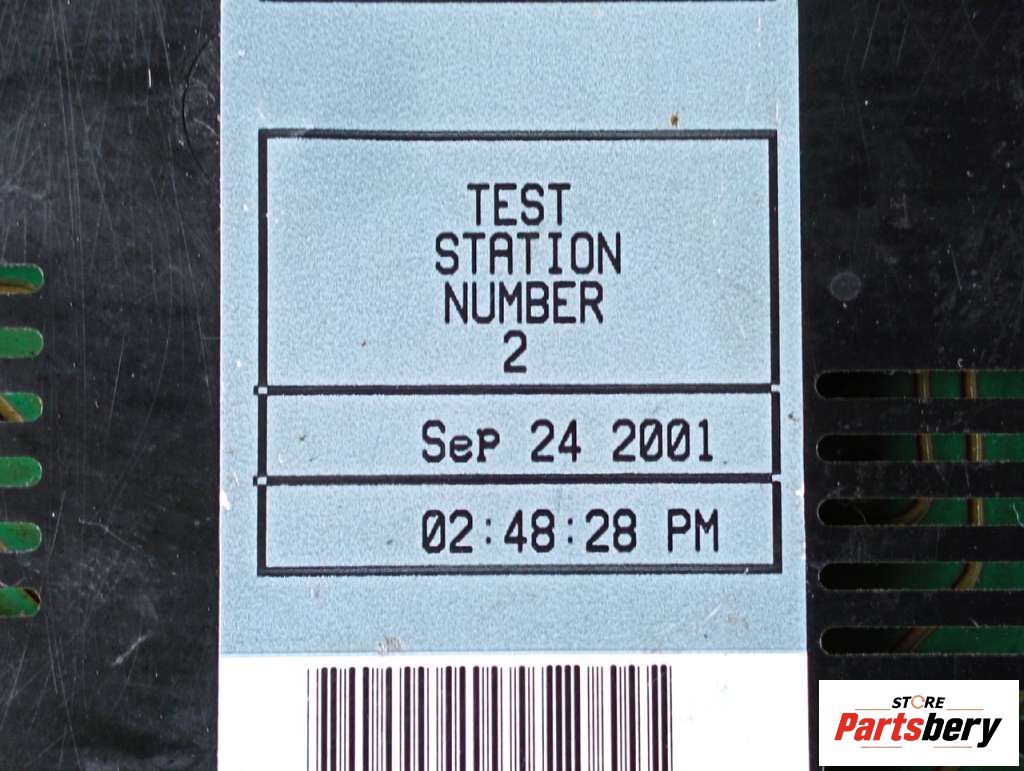 TEST
STATION
NUMBER
2
Sep 24 2001
02:48:28 PM
STORE
Partsbery